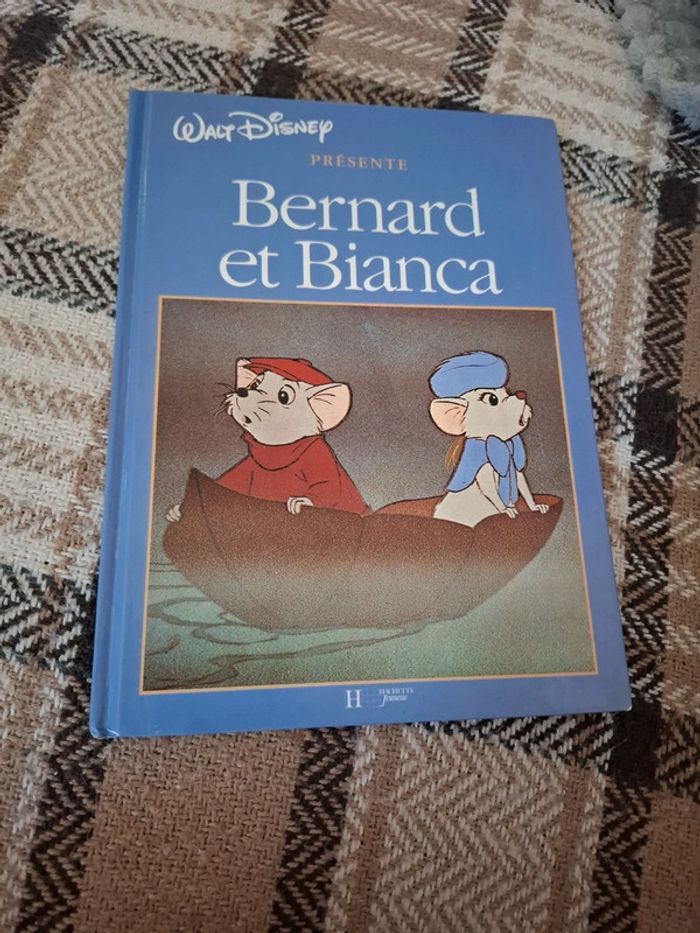 WALT DISNEY
PRÉSENTE
Bernard
et Bianca
H HACHETTE
Jeunesse